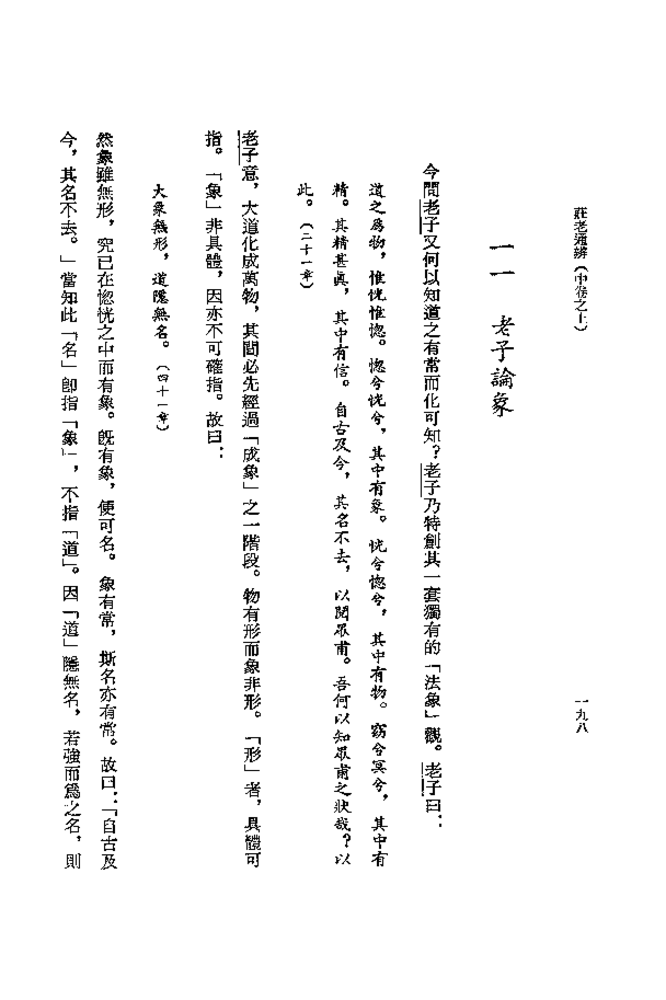 莊老通辨(中卷之上)
一九八
一一 老子論象
今問老子又何以知道之有常而化可知?老子乃特創其一套獨有的「法象」觀。老子曰:
道之爲物,惟恍惟惚。惚兮恍兮,其中有象。恍兮惚兮,其中有物。窈兮冥兮,其中有
精。其精甚眞,其中有信。自古及今,其名不去,以閱眾甫。吾何以知眾甫之狀哉?以
此。(二十一章)
老子意,大道化成萬物,其間必先經過「成象」之一階段。物有形而象非形。「形」者,具體可
指。「象」非具體,因亦不可確指。故曰:
大象無形,道隱無名。(四十一章)
然象雖無形,究已在惚恍之中而有象。既有象,便可名。象有常,斯名亦有常。故曰:「自古及
今,其名不去。」當知此「名」卽指「象」,不指「道」。因「道」隱無名,若強而爲之名,則